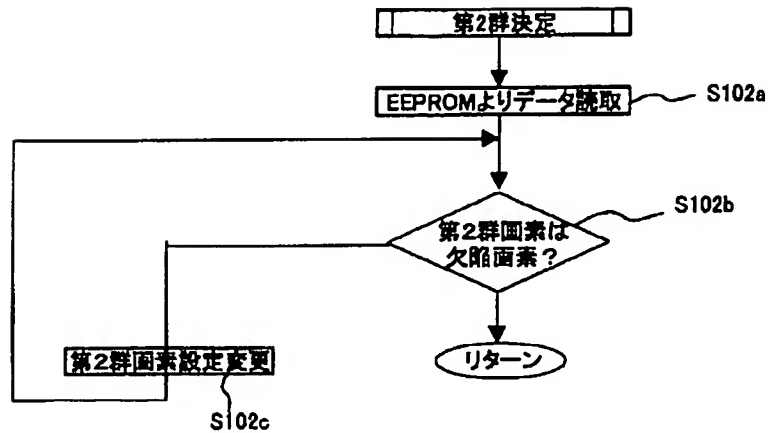 第2群決定
EEPROMよりデータ読取
S102a
第2群画素は
欠陥画素？
S102b
第2群画素設定変更
S102c
リターン